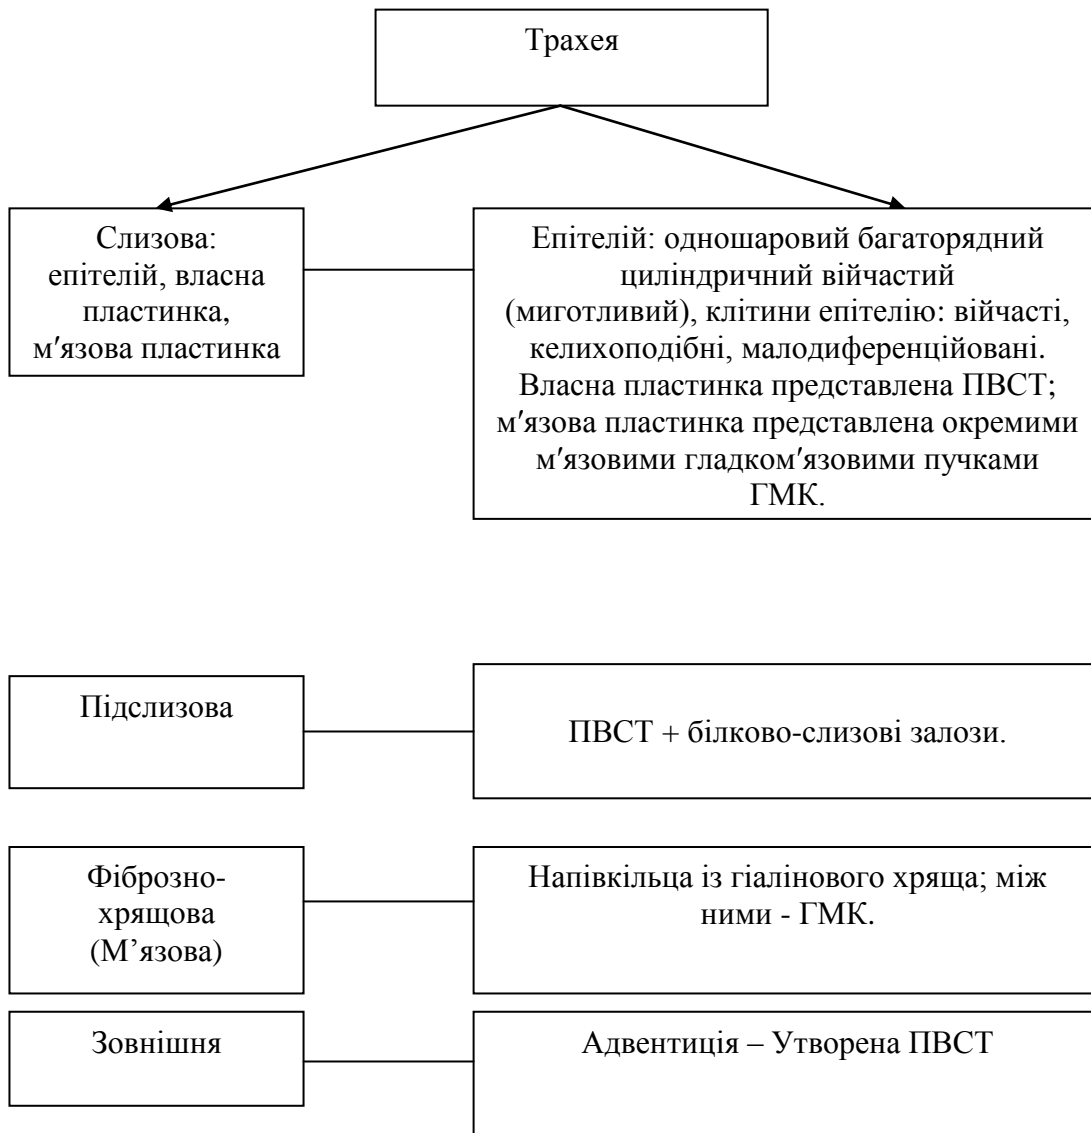 Трахея
Слизова:
епітелій, власна
пластинка,
м′язова пластинка
Епітелій: одношаровий багаторядний
циліндричний війчастий
(миготливий), клітини епітелію: війчасті,
келихоподібні, малодиференційовані.
Власна пластинка представлена ПВСТ;
м′язова пластинка представлена окремими
м′язовими гладком′язовими пучками
ГМК.
Підслизова
ПВСТ + білково-слизові залози.
Фіброзно-
хрящова
(М’язова)
Напівкільця із гіалінового хряща; між
ними - ГМК.
Зовнішня
Адвентиція – Утворена ПВСТ